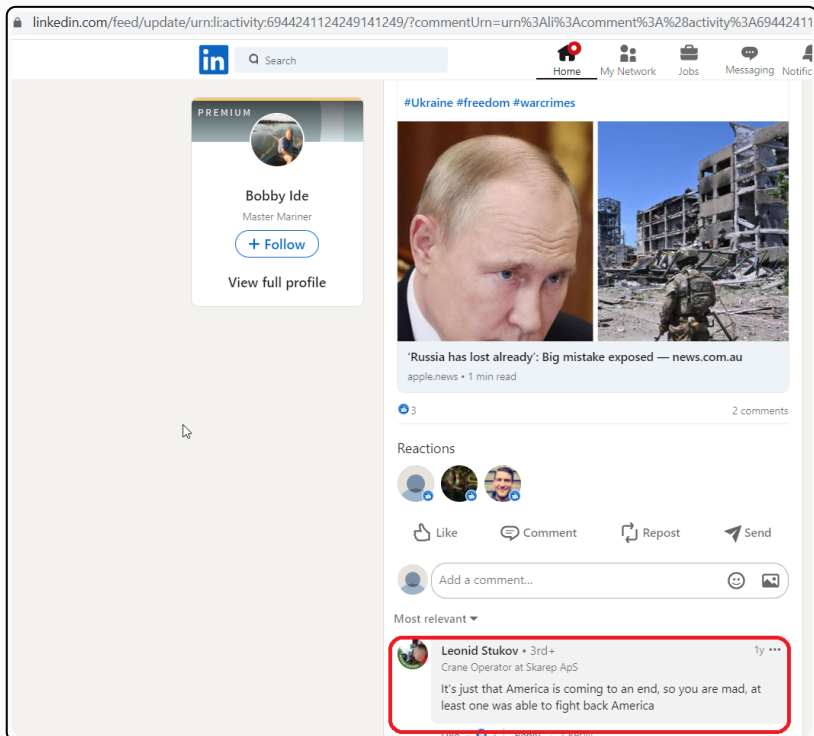 linkedin.com/feed/update/urn:li:activity:6944241124249141249/?commentUrn=urn%3Ali%3Acomment%3A%28activity%3A69442411
in
Search
Home
My Network
Jobs
Messaging
Notific
PREMIUM
Bobby Ide
Master Mariner
+ Follow
View full profile
#Ukraine #freedom #warcrimes
‘Russia has lost already’: Big mistake exposed — news.com.au
apple.news • 1 min read
3
2 comments
Reactions
Like
Comment
Repost
Send
Add a comment...
Most relevant
Leonid Stukov • 3rd+
1y
Crane Operator at Skarep ApS
It's just that America is coming to an end, so you are mad, at
least one was able to fight back America